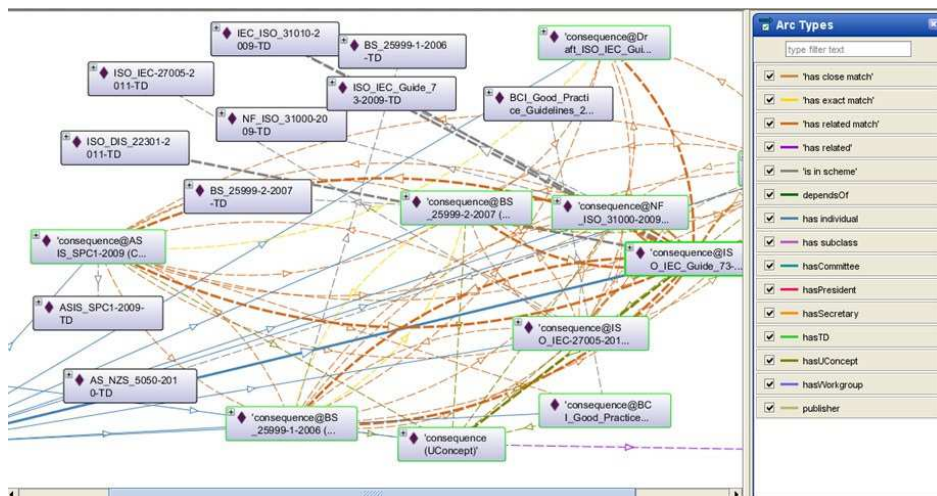 IEC_ISO_31010-2
009-TD
BS_25999-1-2006
-TD
'consequence@Dr
aft_ISO_IEC_Gui...
ISO_IEC-27005-2
011-TD
ISO_IEC_Guide_7
3-2009-TD
BCI_Good_Practi
ce_Guidelines_2...
NF_ISO_31000-20
09-TD
ISO_DIS_22301-2
011-TD
BS_25999-2-2007
-TD
'consequence@BS
_25999-2-2007 (...
'consequence@NF
_ISO_31000-2009...
'consequence@AS
IS_SPC1-2009 (C...
'consequence@IS
O_IEC_Guide_73-...
ASIS_SPC1-2009-
TD
'consequence@IS
O_IEC-27005-201...
AS_NZS_5050-201
0-TD
'consequence@BS
_25999-1-2006 (...
'consequence@BC
I_Good_Practice...
'consequence
(UConcept)'
Arc Types
type filter text
'has close match'
'has exact match'
'has related match'
'has related'
'is in scheme'
dependsOf
has individual
has subclass
hasCommittee
hasPresident
hasSecretary
hasTD
hasUConcept
hasWorkgroup
publisher